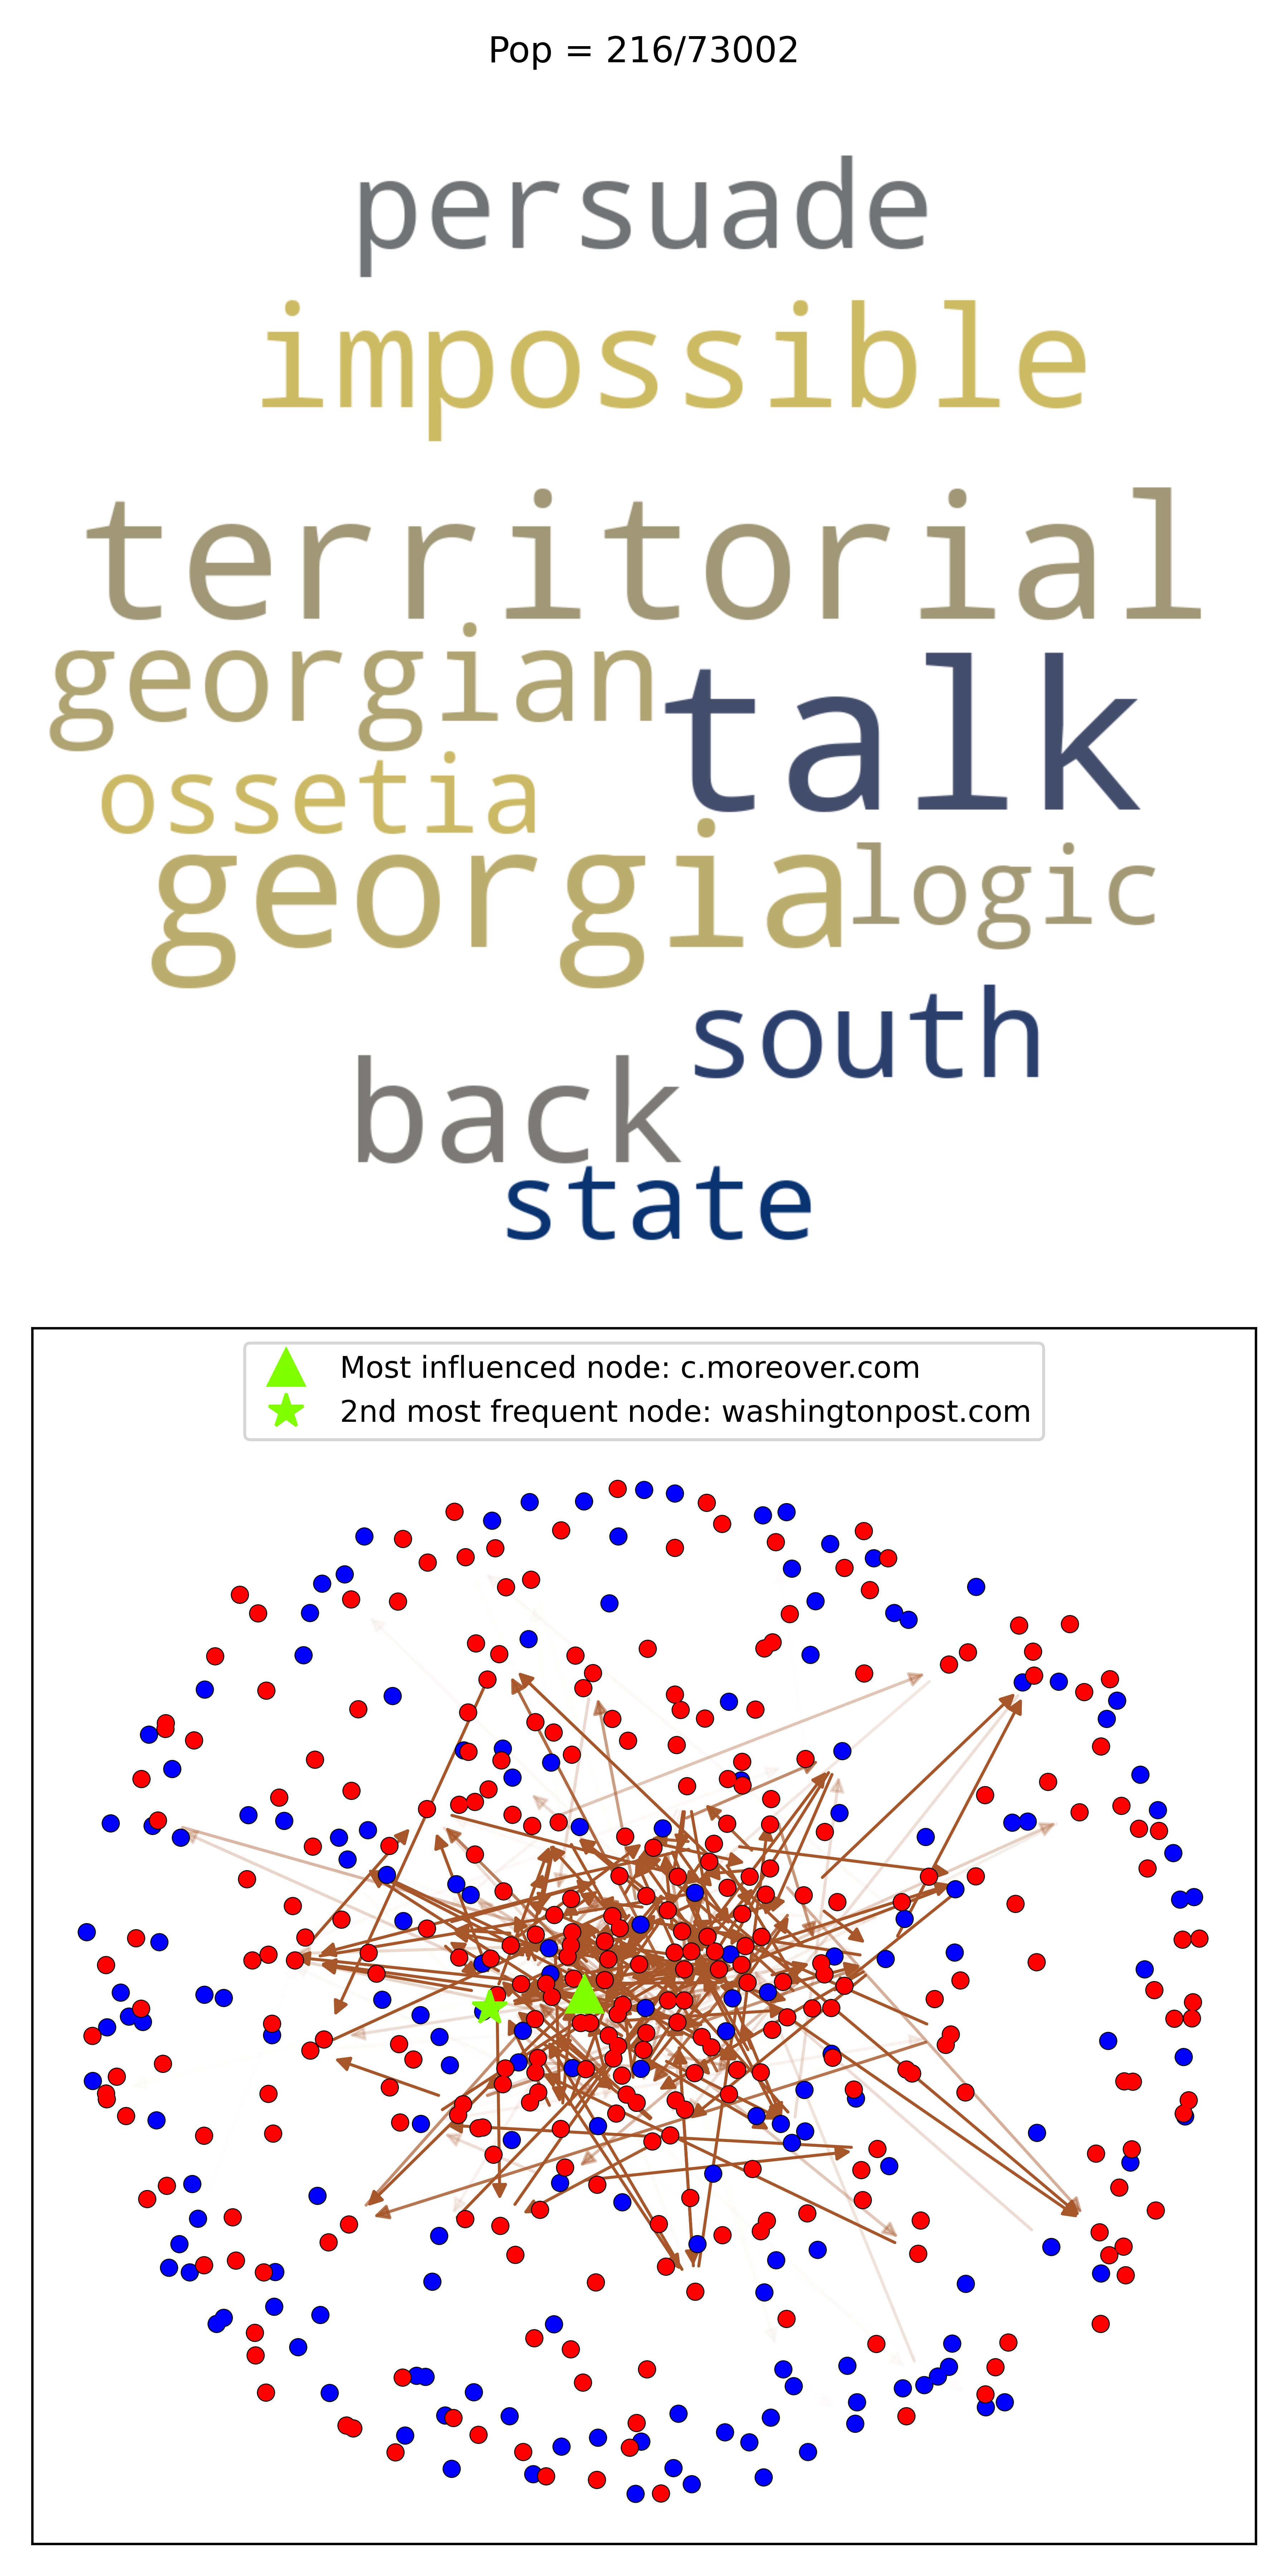 Pop = 216/73002
persuade
impossible
territorial
georgian
talk
ossetia
georgia
logic
south
back
state
Most influenced node: c.moreover.com
2nd most frequent node: washingtonpost.com